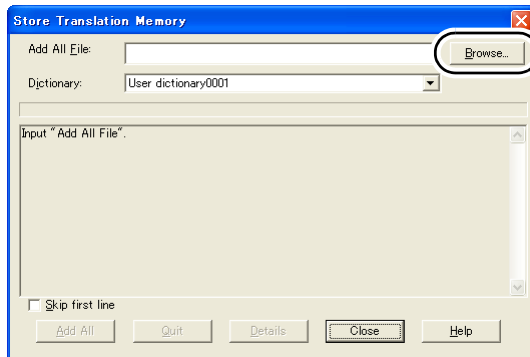 Store Translation Memory
Add All File:
Browse...
Dictionary: User dictionary0001
Input "Add All File".
Skip first line
Add All Quit Details Close Help